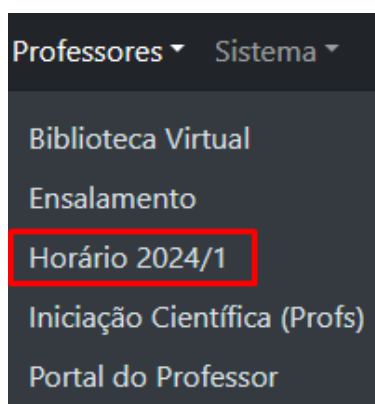 Professores Sistema
Biblioteca Virtual
Ensalamento
Horário 2024/1
Iniciação Científica (Profs)
Portal do Professor